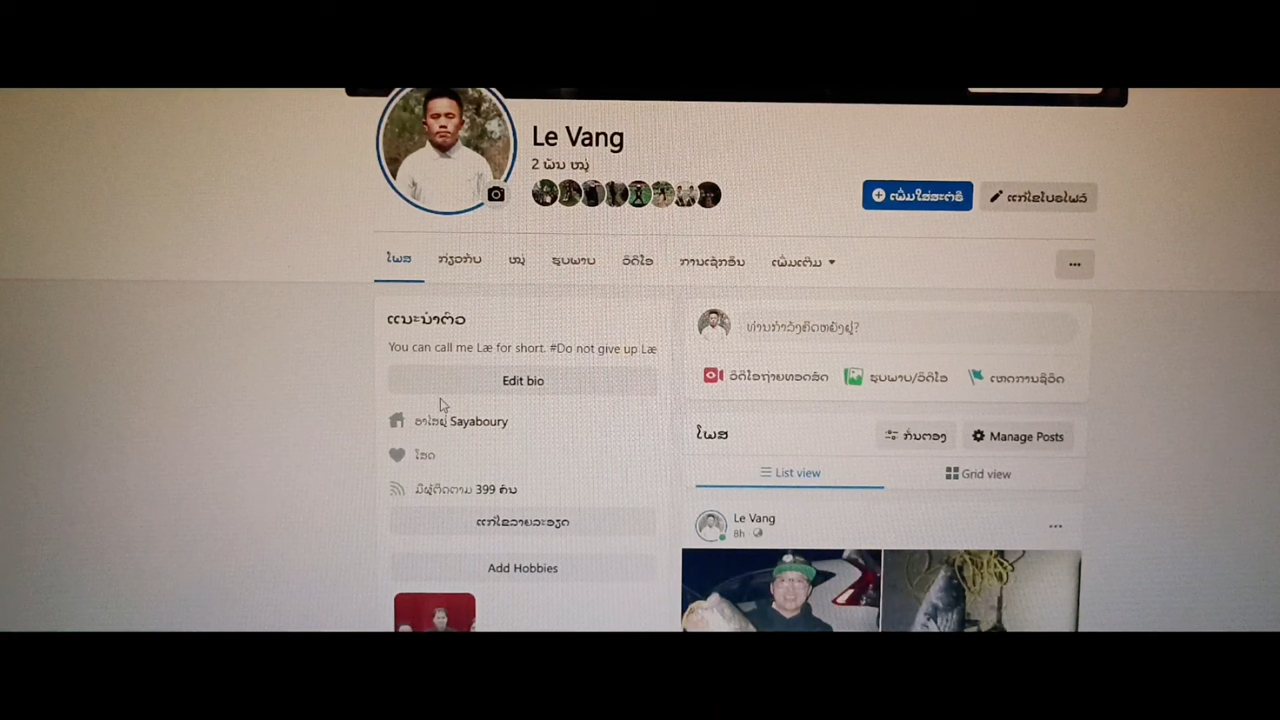 Le Vang
2 ພັນ ໝູ່
ເພີ່ມໃສ່ສະຕໍຣີ
ແກ້ໄຂໂປຣໄຟລ໌
ໂພສ
ກ່ຽວກັບ
ໝູ່
ຮູບພາບ
ວິດີໂອ
ການເຊັກອິນ
ເພີ່ມເຕີມ
ແນະນຳຕົວ
You can call me Læ for short. #Do not give up Læ
Edit bio
ອາໄສຢູ່ Sayaboury
ໂສດ
ມີຜູ້ຕິດຕາມ 399 ຄົນ
ແກ້ໄຂລາຍລະອຽດ
Add Hobbies
ທ່ານກຳລັງຄິດຫຍັງຢູ່?
ວິດີໂອຖ່າຍທອດສົດ
ຮູບພາບ/ວິດີໂອ
ເຫດການຊີວິດ
ໂພສ
ກັ່ນຕອງ
Manage Posts
List view
Grid view
Le Vang
8h